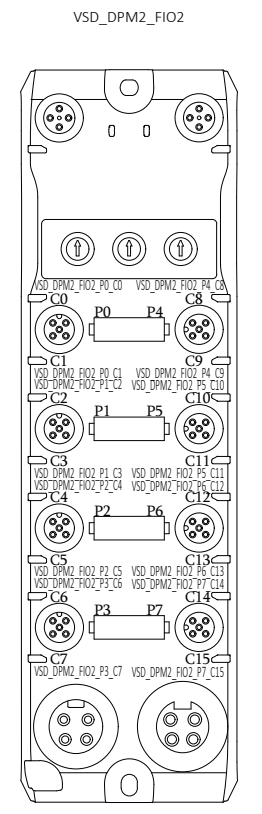 VSD_DPM2_FIO2
VSD_DPM2_FIO2_P0_C0 VSD_DPM2_FIO2_P4_C8
C0 C8
P0 P4
C1 C9
VSD_DPM2_FIO2_P0_C1 VSD_DPM2_FIO2_P4_C9
VSD_DPM2_FIO2_P1_C2 VSD_DPM2_FIO2_P5_C10
C2 C10
P1 P5
C3 C11
VSD_DPM2_FIO2_P1_C3 VSD_DPM2_FIO2_P5_C11
VSD_DPM2_FIO2_P2_C4 VSD_DPM2_FIO2_P6_C12
C4 C12
P2 P6
C5 C13
VSD_DPM2_FIO2_P2_C5 VSD_DPM2_FIO2_P6_C13
VSD_DPM2_FIO2_P3_C6 VSD_DPM2_FIO2_P7_C14
C6 C14
P3 P7
C7 C15
VSD_DPM2_FIO2_P3_C7 VSD_DPM2_FIO2_P7_C15